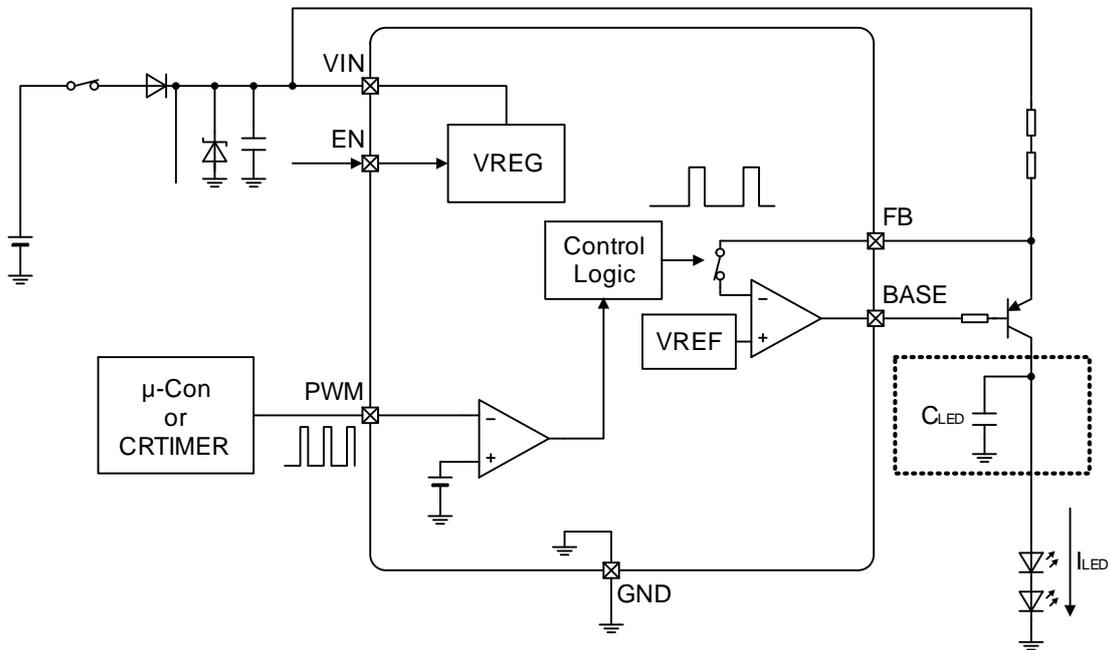 VIN
EN
VREG
FB
Control
Logic
BASE
VREF
PWM
μ-Con
or
CRTIMER
CLED
ILED
GND